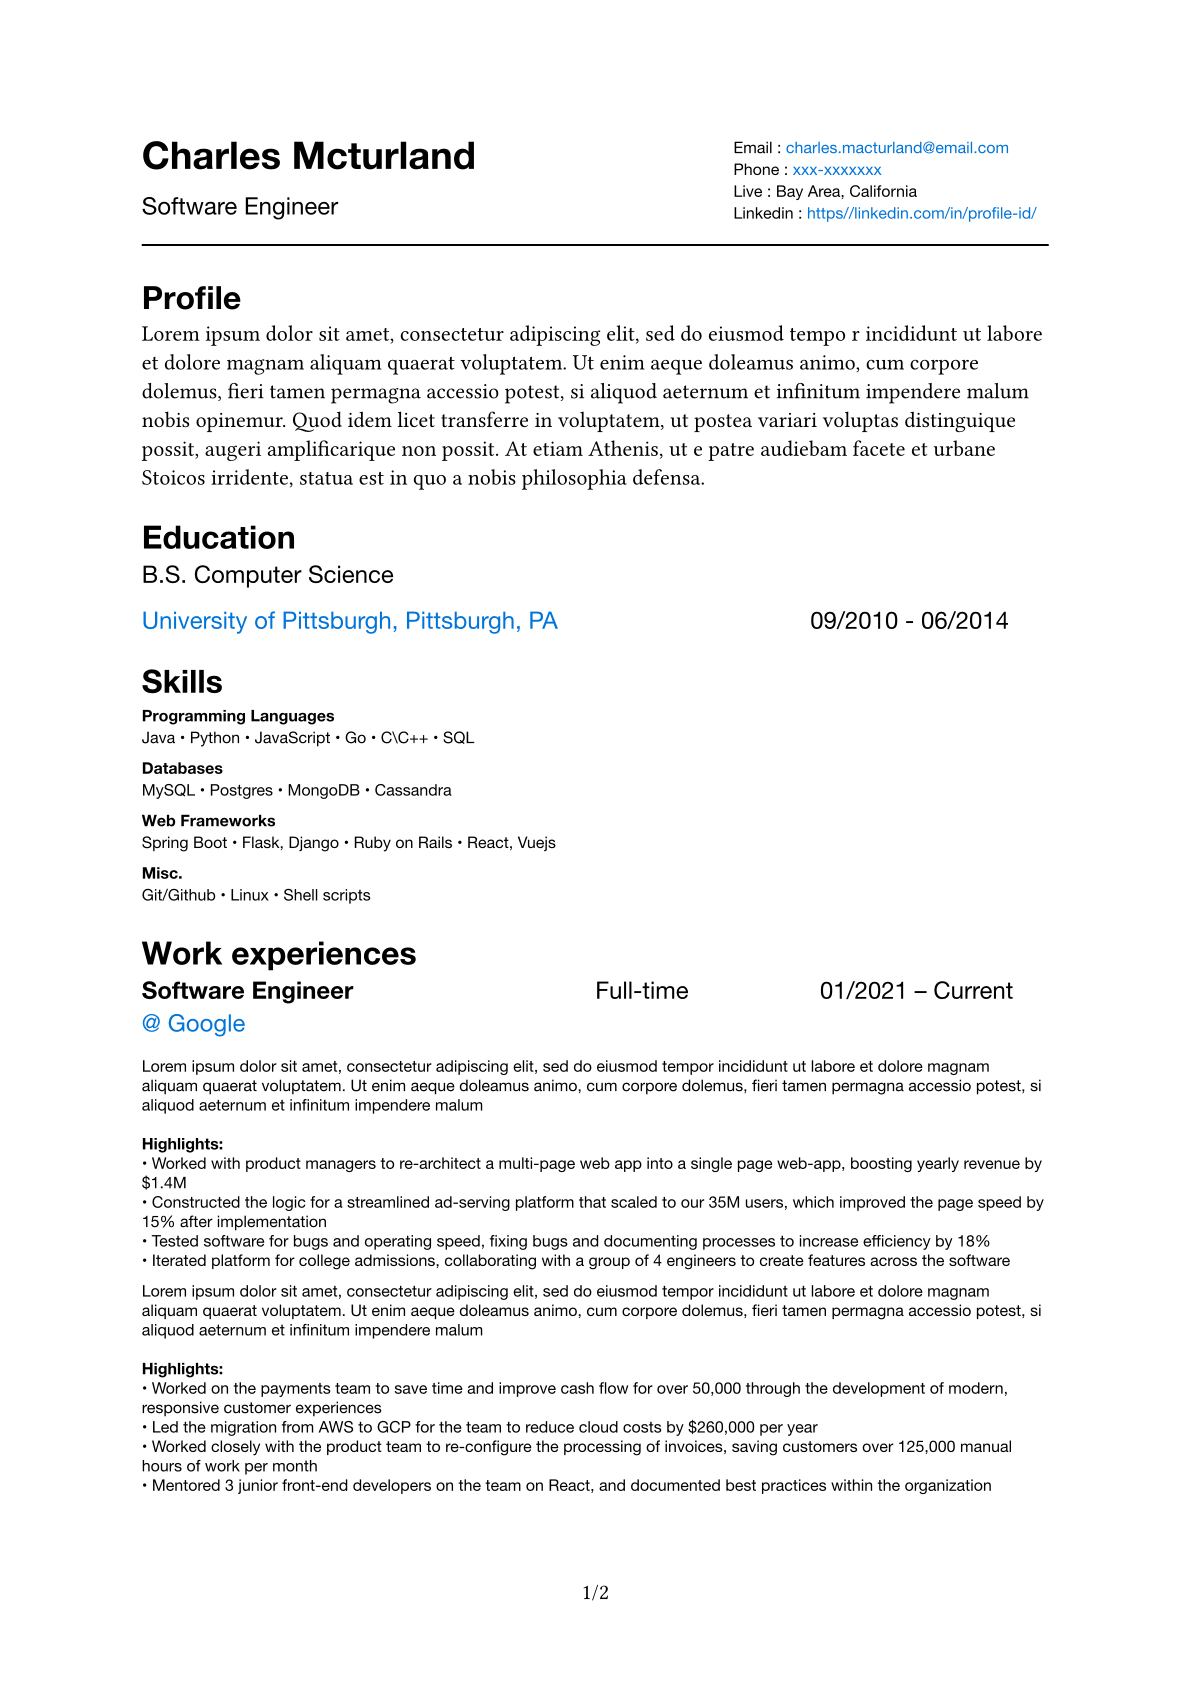 Charles Mcturland
Software Engineer
Email : charles.macturland@email.com
Phone : xxx-xxxxxxx
Live : Bay Area, California
Linkedin : https//linkedin.com/in/profile-id/
Profile
Lorem ipsum dolor sit amet, consectetur adipiscing elit, sed do eiusmod tempo r incididunt ut labore
et dolore magnam aliquam quaerat voluptatem. Ut enim aeque doleamus animo, cum corpore
dolemus, fieri tamen permagna accessio potest, si aliquod aeternum et infinitum impendere malum
nobis opinemur. Quod idem licet transferre in voluptatem, ut postea variari voluptas distinguique
possit, augeri amplificarique non possit. At etiam Athenis, ut e patre audiebam facete et urbane
Stoicos irridente, statua est in quo a nobis philosophia defensa.
Education
B.S. Computer Science
University of Pittsburgh, Pittsburgh, PA 09/2010 - 06/2014
Skills
Programming Languages
Java • Python • JavaScript • Go • C\C++ • SQL
Databases
MySQL • Postgres • MongoDB • Cassandra
Web Frameworks
Spring Boot • Flask, Django • Ruby on Rails • React, Vuejs
Misc.
Git/Github • Linux • Shell scripts
Work experiences
Software Engineer Full-time 01/2021 – Current
@ Google
Lorem ipsum dolor sit amet, consectetur adipiscing elit, sed do eiusmod tempor incididunt ut labore et dolore magnam
aliquam quaerat voluptatem. Ut enim aeque doleamus animo, cum corpore dolemus, fieri tamen permagna accessio potest, si
aliquod aeternum et infinitum impendere malum
Highlights:
• Worked with product managers to re-architect a multi-page web app into a single page web-app, boosting yearly revenue by
$1.4M
• Constructed the logic for a streamlined ad-serving platform that scaled to our 35M users, which improved the page speed by
15% after implementation
• Tested software for bugs and operating speed, fixing bugs and documenting processes to increase efficiency by 18%
• Iterated platform for college admissions, collaborating with a group of 4 engineers to create features across the software
Lorem ipsum dolor sit amet, consectetur adipiscing elit, sed do eiusmod tempor incididunt ut labore et dolore magnam
aliquam quaerat voluptatem. Ut enim aeque doleamus animo, cum corpore dolemus, fieri tamen permagna accessio potest, si
aliquod aeternum et infinitum impendere malum
Highlights:
• Worked on the payments team to save time and improve cash flow for over 50,000 through the development of modern,
responsive customer experiences
• Led the migration from AWS to GCP for the team to reduce cloud costs by $260,000 per year
• Worked closely with the product team to re-configure the processing of invoices, saving customers over 125,000 manual
hours of work per month
• Mentored 3 junior front-end developers on the team on React, and documented best practices within the organization
1/2